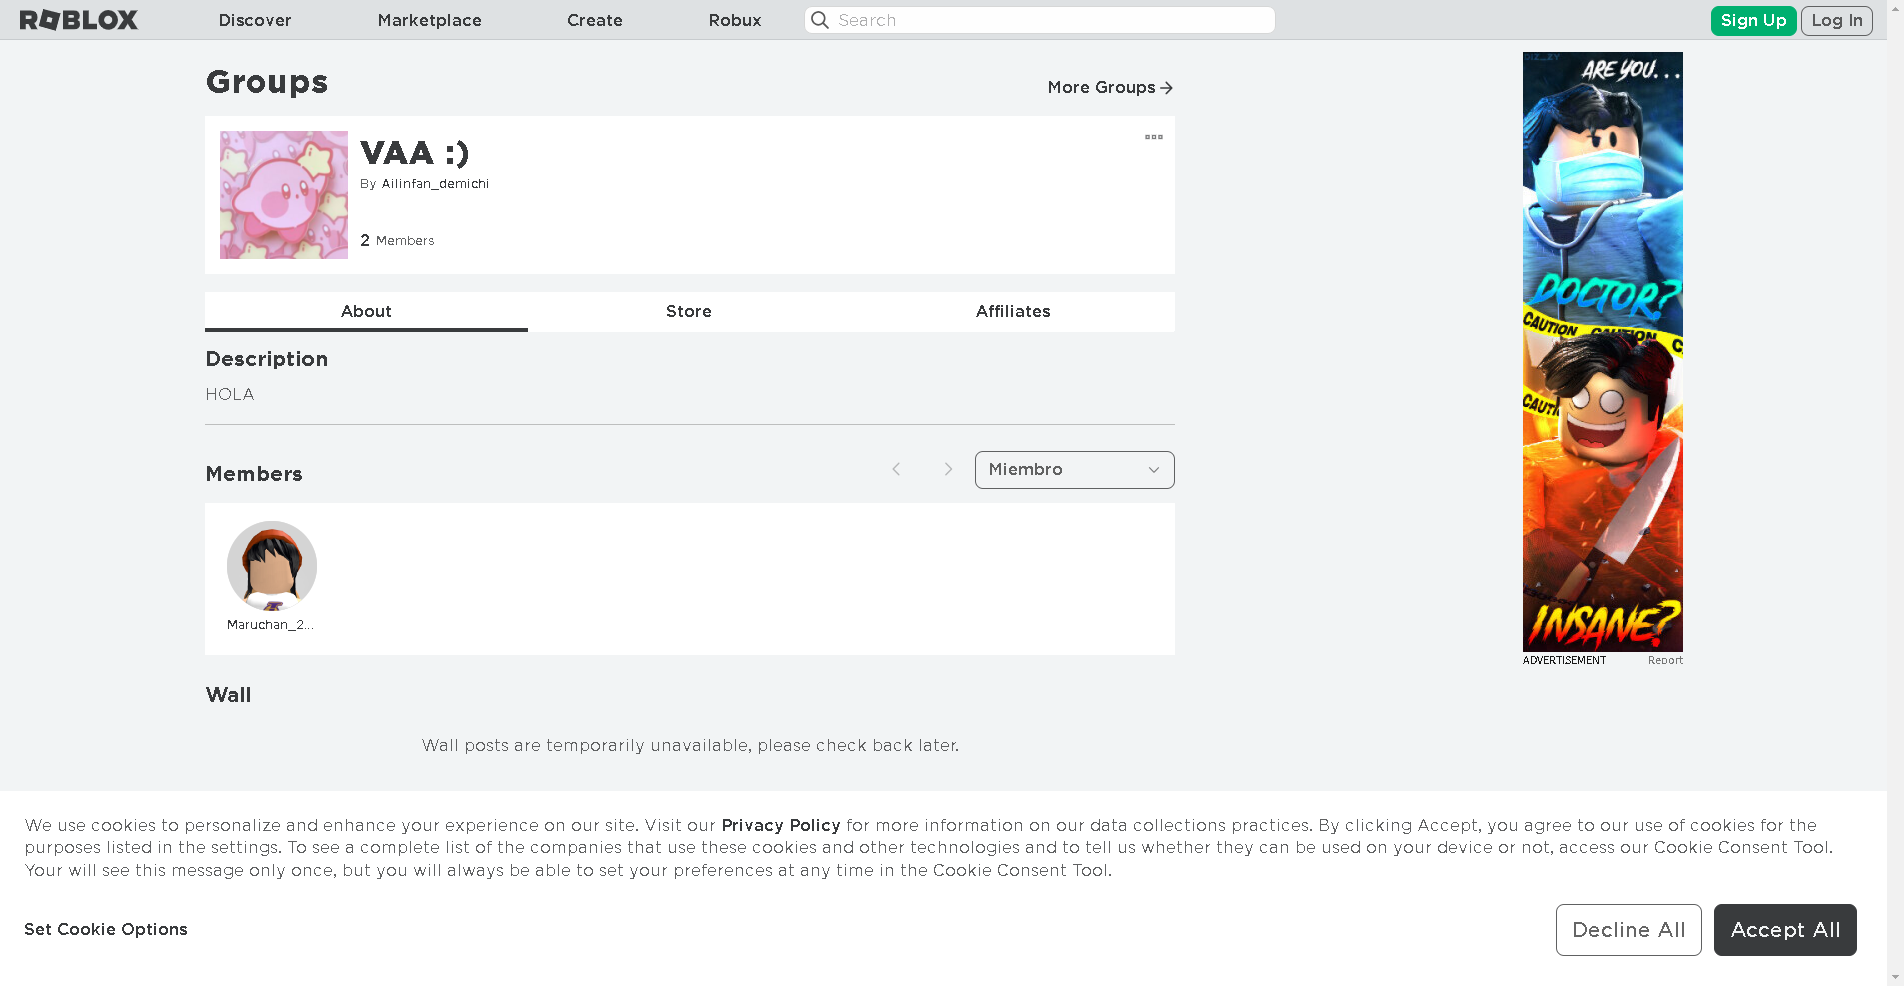 ROBLOX
Discover
Marketplace
Create
Robux
Search
Sign Up
Log In
Groups
More Groups
VAA :)
By Ailinfan_demichi
2 Members
About
Store
Affiliates
Description
HOLA
Members
Miembro
Maruchan_2...
Wall
Wall posts are temporarily unavailable, please check back later.
ARE YOU...
DOCTOR?
CAUTION CAUTION C
CAUTI
INSANE?
ADVERTISEMENT
Report
We use cookies to personalize and enhance your experience on our site. Visit our Privacy Policy for more information on our data collections practices. By clicking Accept, you agree to our use of cookies for the
purposes listed in the settings. To see a complete list of the companies that use these cookies and other technologies and to tell us whether they can be used on your device or not, access our Cookie Consent Tool.
Your will see this message only once, but you will always be able to set your preferences at any time in the Cookie Consent Tool.
Set Cookie Options
Decline All
Accept All